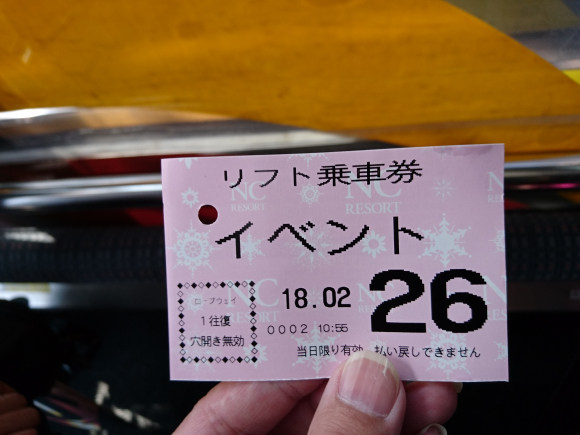 リフト乗車券
NC
RESORT
イベント
ロープウェイ
1往復
穴開き無効
18.02
26
0002 10:55
当日限り有効 払い戻しできません